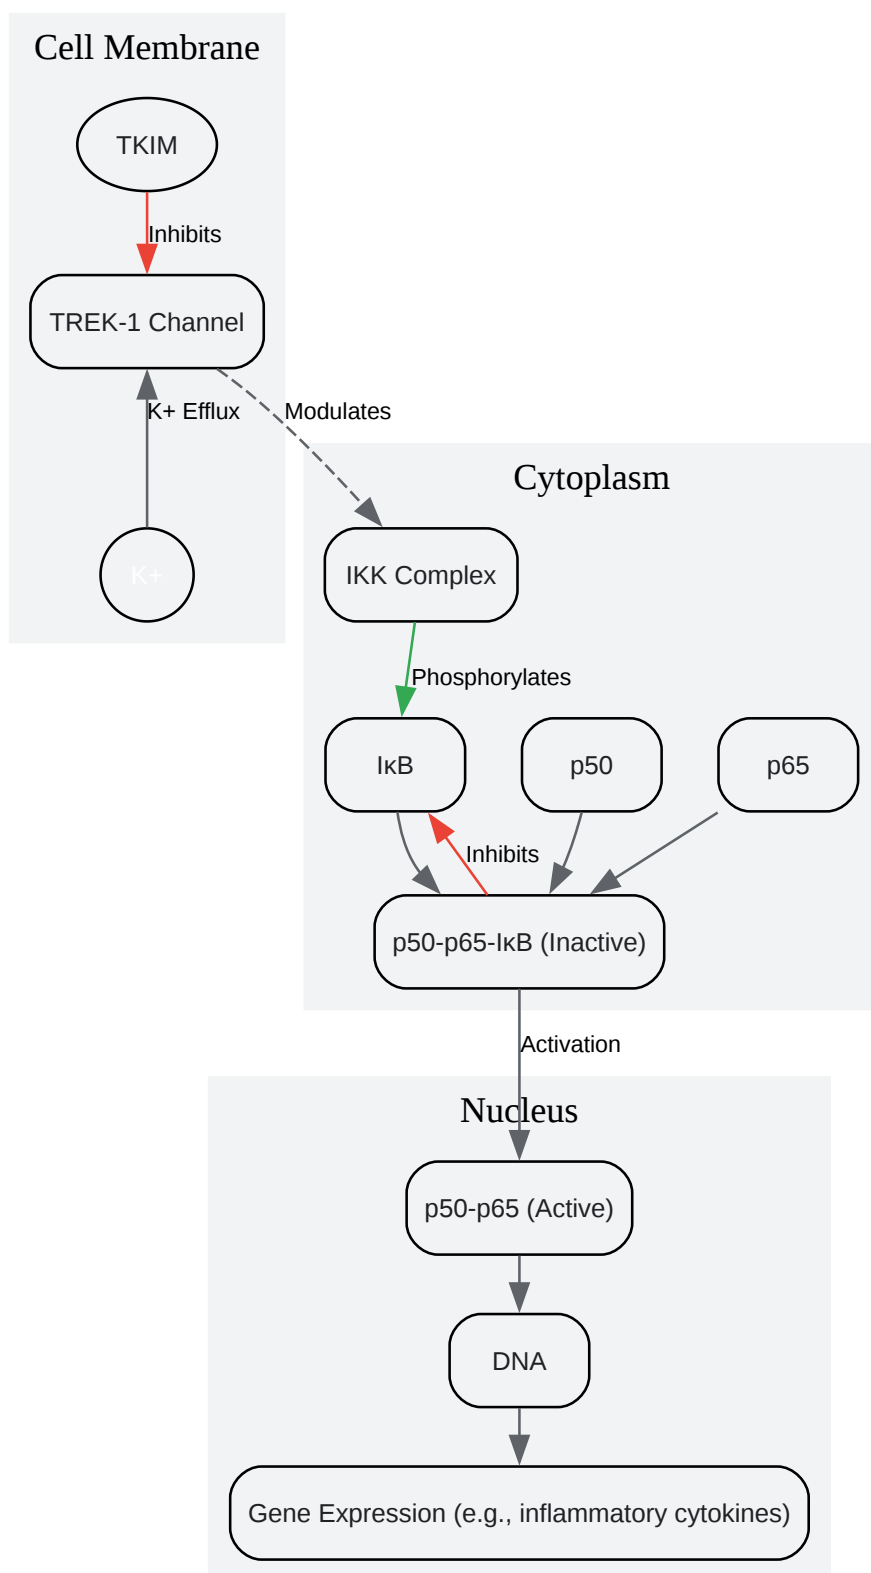 Cell Membrane
TKIM
Inhibits
TREK-1 Channel
K+ Efflux
Modulates
K+
Cytoplasm
IKK Complex
Phosphorylates
IκB
p50
p65
Inhibits
p50-p65-IκB (Inactive)
Activation
Nucleus
p50-p65 (Active)
DNA
Gene Expression (e.g., inflammatory cytokines)